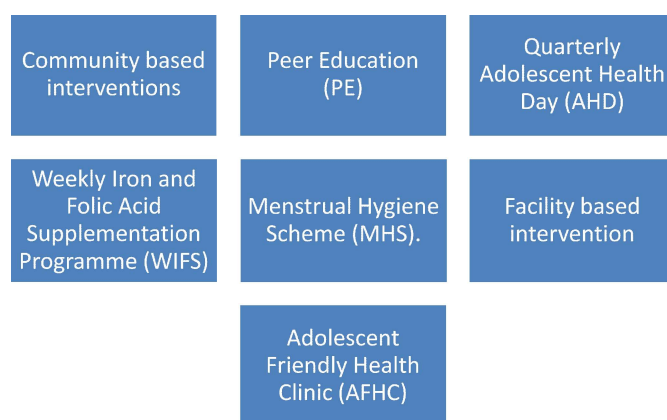 Community based
interventions
Peer Education
(PE)
Quarterly
Adolescent Health
Day (AHD)
Weekly Iron and
Folic Acid
Supplementation
Programme (WIFS)
Menstrual Hygiene
Scheme (MHS).
Facility based
intervention
Adolescent
Friendly Health
Clinic (AFHC)